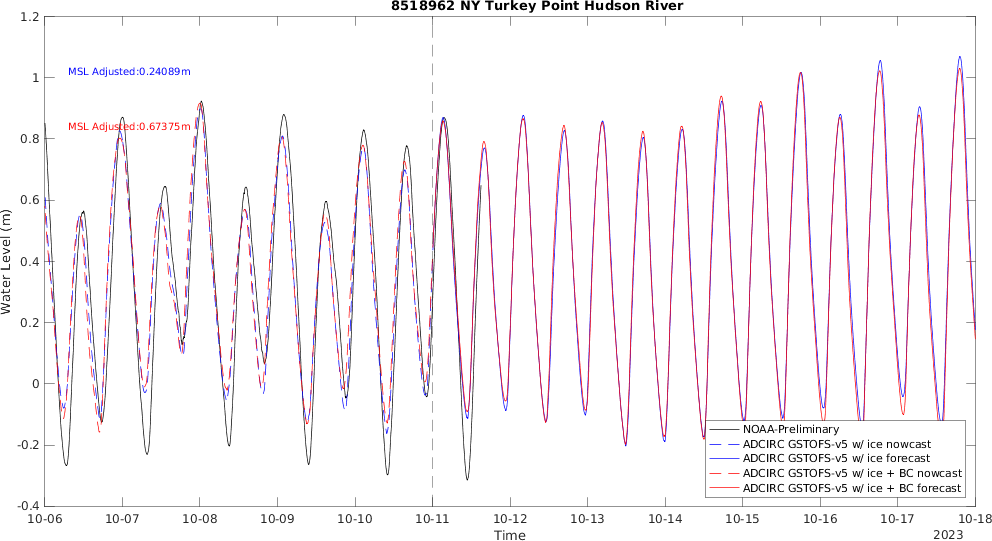 8518962 NY Turkey Point Hudson River
MSL Adjusted:0.24089m
MSL Adjusted:0.67375m
Water Level (m)
1.2
1
0.8
0.6
0.4
0.2
0
-0.2
-0.4
NOAA-Preliminary
ADCIRC GSTOFS-v5 w/ ice nowcast
ADCIRC GSTOFS-v5 w/ ice forecast
ADCIRC GSTOFS-v5 w/ ice + BC nowcast
ADCIRC GSTOFS-v5 w/ ice + BC forecast
10-06 10-07 10-08 10-09 10-10 10-11 10-12 10-13 10-14 10-15 10-16 10-17 10-18
Time
2023